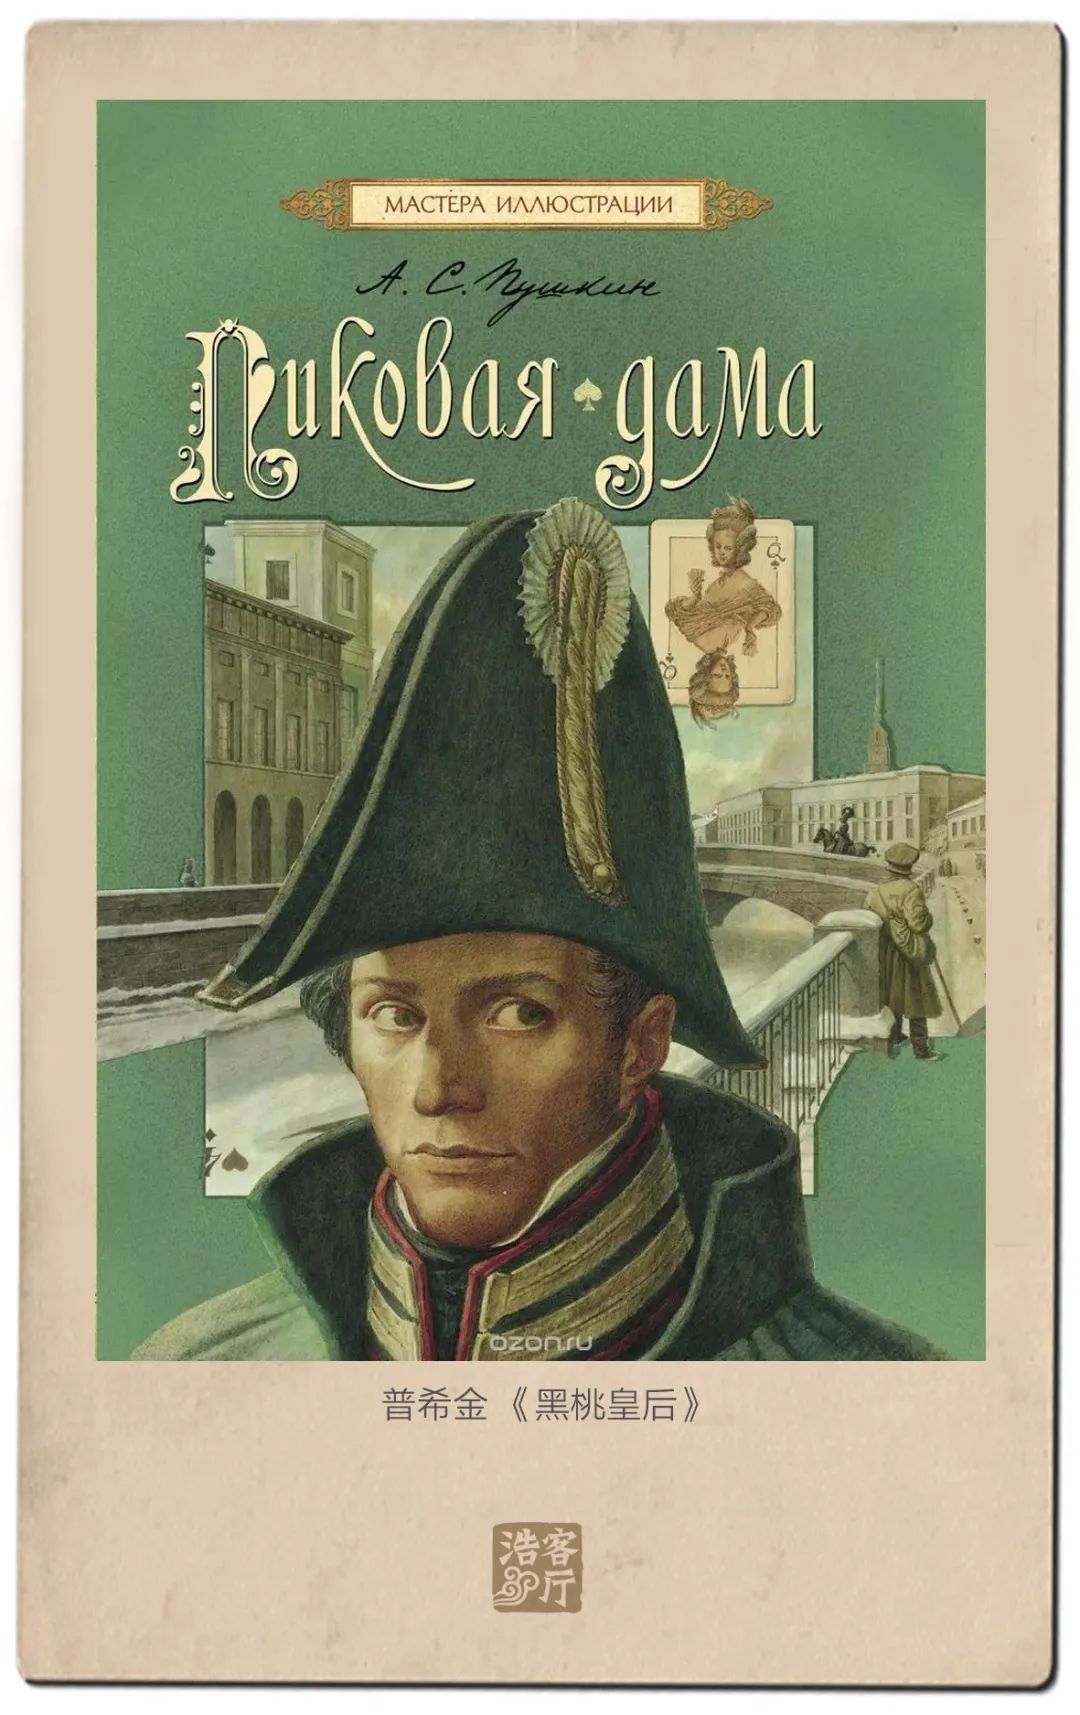 МАСТЕРА ИЛЛЮСТРАЦИИ
А. С. Пушкин
Пиковая дама
Q
Q
ozon.ru
普希金《黑桃皇后》
浩客厅